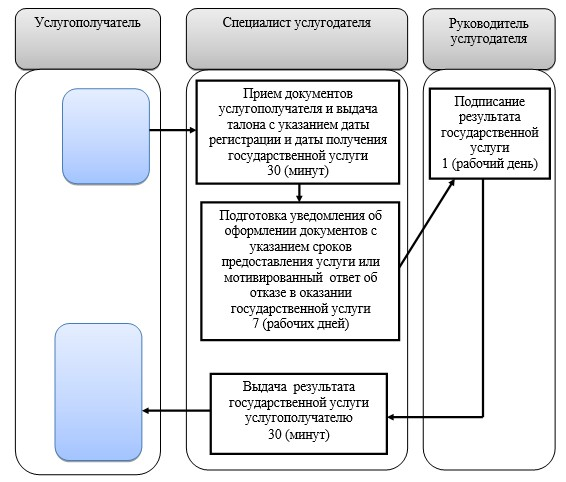 Услугополучатель
Специалист услугодателя
Руководитель
услугодателя
Прием документов
услугополучателя и выдача
талона с указанием даты
регистрации и даты получения
государственной услуги
30 (минут)
Подписание
результата
государственной
услуги
1 (рабочий день)
Подготовка уведомления об
оформлении документов с
указанием сроков
предоставления услуги или
мотивированный ответ об
отказе в оказании
государственной услуги
7 (рабочих дней)
Выдача результата
государственной услуги
услугополучателю
30 (минут)